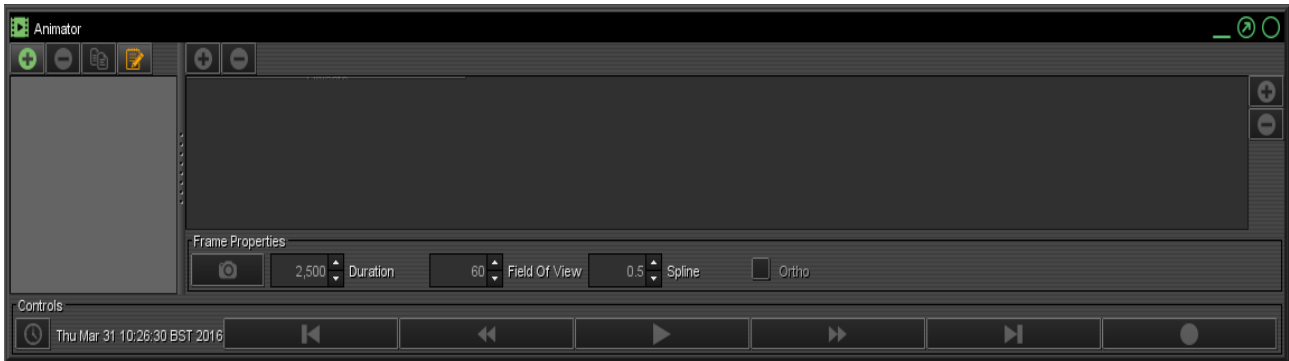 Animator
Frame Properties
2,500 Duration 60 Field Of View 0.5 Spline Ortho
Controls
Thu Mar 31 10:26:30 BST 2016